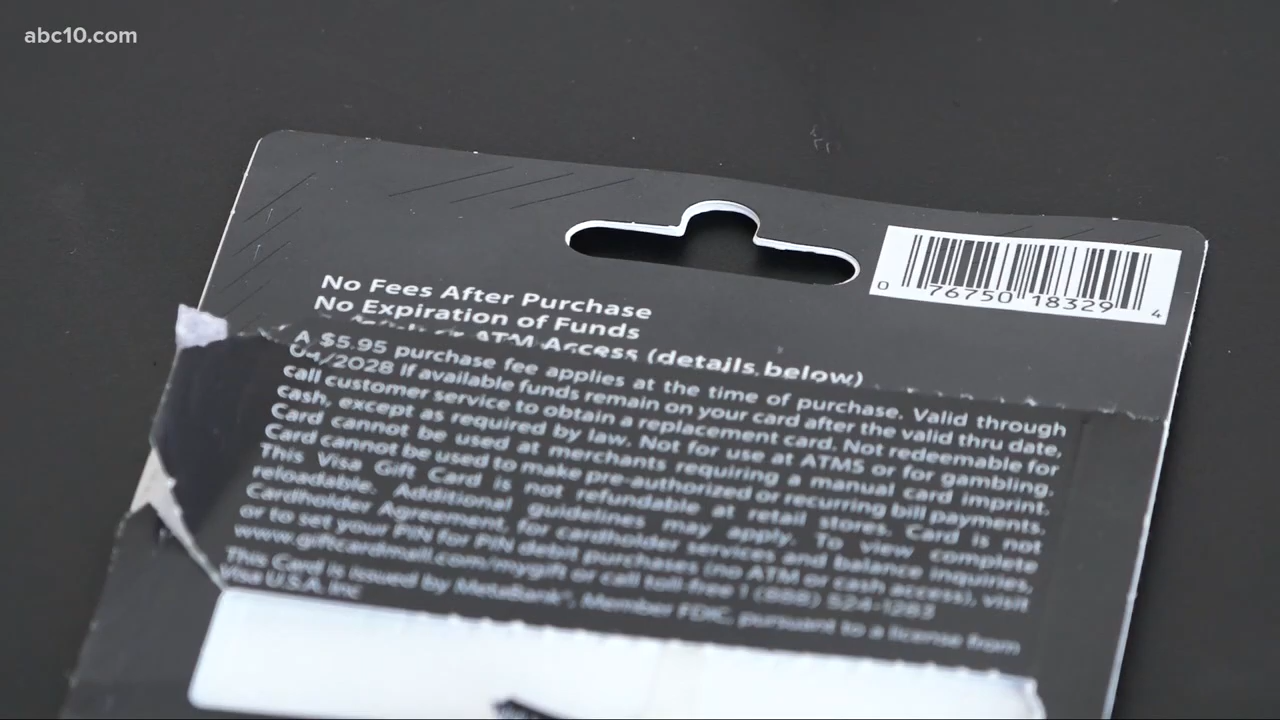 abc10.com
0 76750 18329 4
No Fees After Purchase
No Expiration of Funds
ATM Access (details below)
A $5.95 purchase fee applies at the time of purchase. Valid through
04/2028 If available funds remain on your card after the valid thru date,
call customer service to obtain a replacement card. Not redeemable for
cash, except as required by law. Not for use at ATMS or for gambling.
Card cannot be used at merchants requiring a manual card imprint.
Card cannot be used to make pre-authorized or recurring bill payments.
This Visa Gift Card is not refundable at retail stores. Card is not
reloadable. Additional guidelines may apply. To view complete
Cardholder Agreement, for cardholder services and balance inquiries,
or to set your PIN for PIN debit purchases (no ATM or cash access), visit
www.giftcardmall.com/mygift or call toll-free 1 (888) 524-1283
This Card is issued by MetaBank®, Member FDIC, pursuant to a license from
Visa U.S.A. Inc